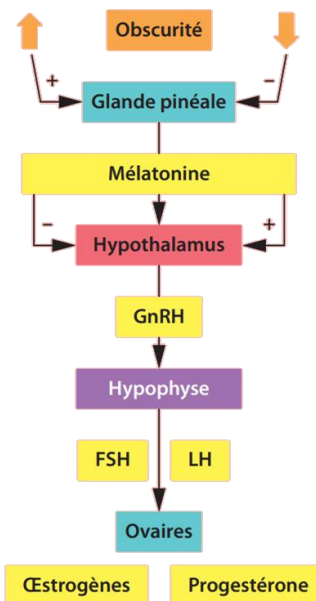 Obscurité
+
–
Glande pinéale
Mélatonine
–
+
Hypothalamus
GnRH
Hypophyse
FSH
LH
Ovaires
Œstrogènes
Progestérone